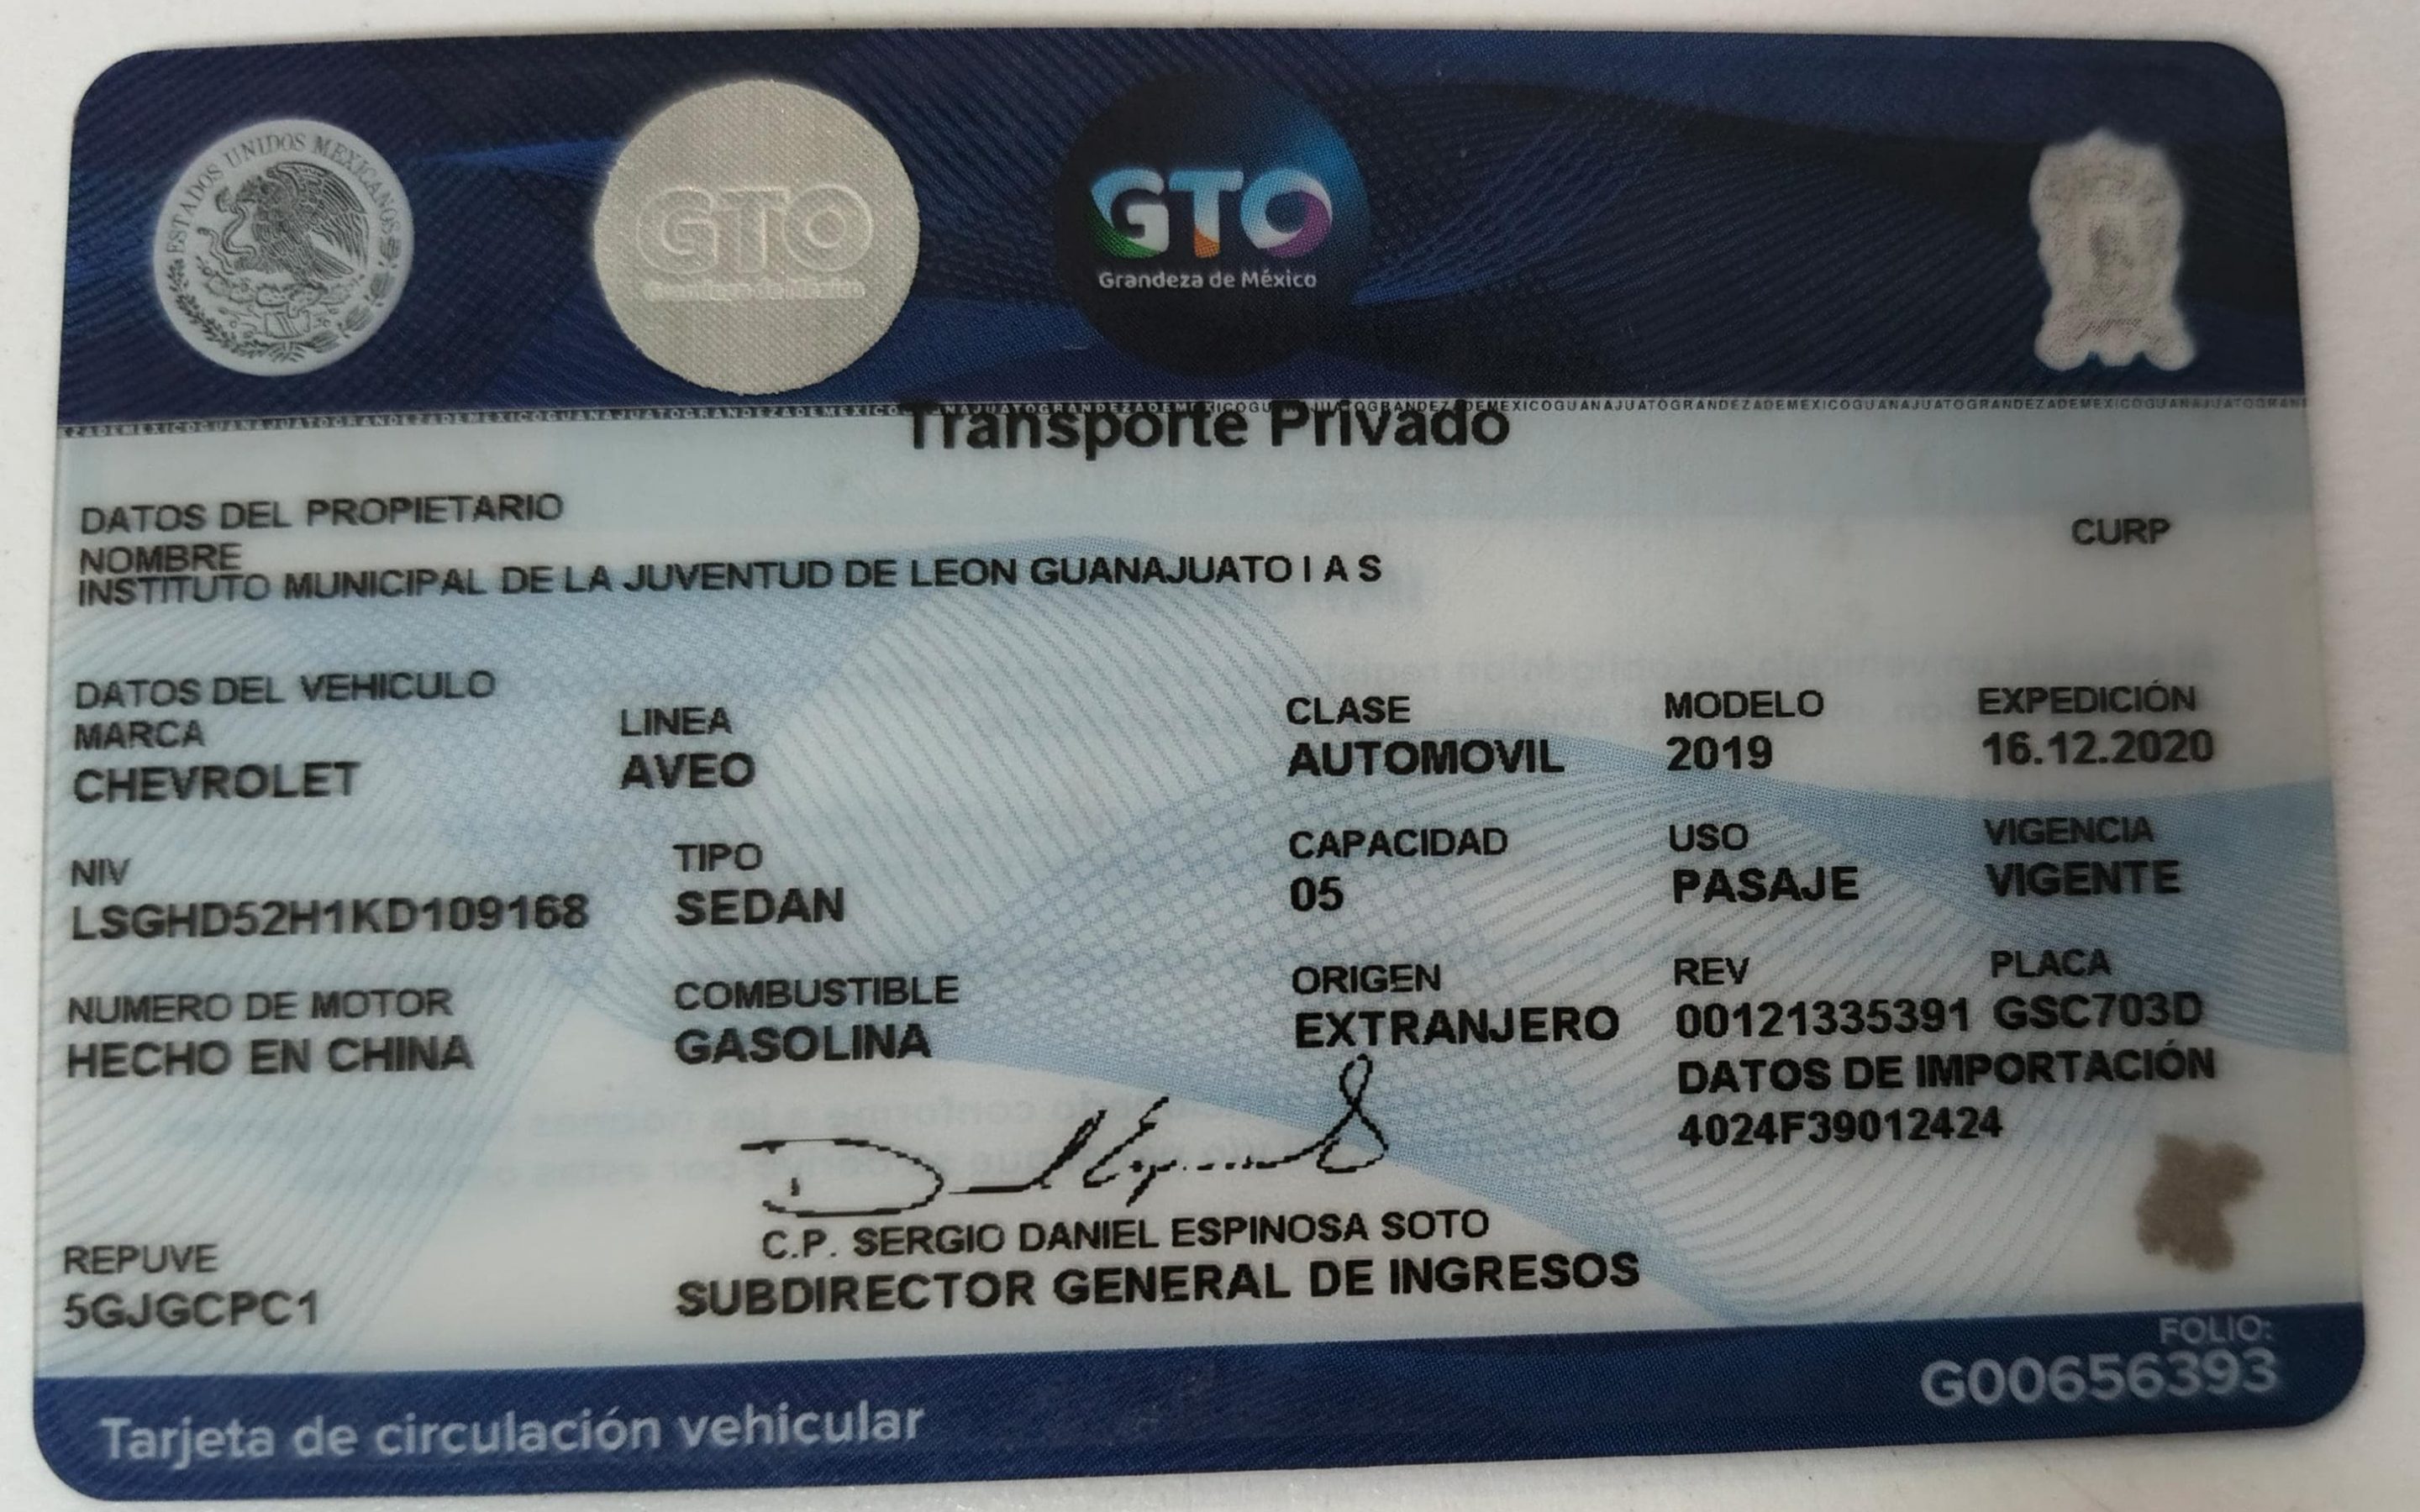 ESTADOS UNIDOS MEXICANOS
GTO
GTO
Grandeza de México
Transporte Privado
DATOS DEL PROPIETARIO
CURP
NOMBRE
INSTITUTO MUNICIPAL DE LA JUVENTUD DE LEON GUANAJUATO I A S
DATOS DEL VEHICULO
MARCA LINEA CLASE MODELO EXPEDICIÓN
CHEVROLET AVEO AUTOMOVIL 2019 16.12.2020
NIV TIPO CAPACIDAD USO VIGENCIA
LSGHD52H1KD109168 SEDAN 05 PASAJE VIGENTE
NUMERO DE MOTOR COMBUSTIBLE ORIGEN REV PLACA
HECHO EN CHINA GASOLINA EXTRANJERO 00121335391 GSC703D
DATOS DE IMPORTACIÓN
4024F39012424
C.P. SERGIO DANIEL ESPINOSA SOTO
SUBDIRECTOR GENERAL DE INGRESOS
REPUVE
5GJGCPC1
FOLIO:
G00656393
Tarjeta de circulación vehicular